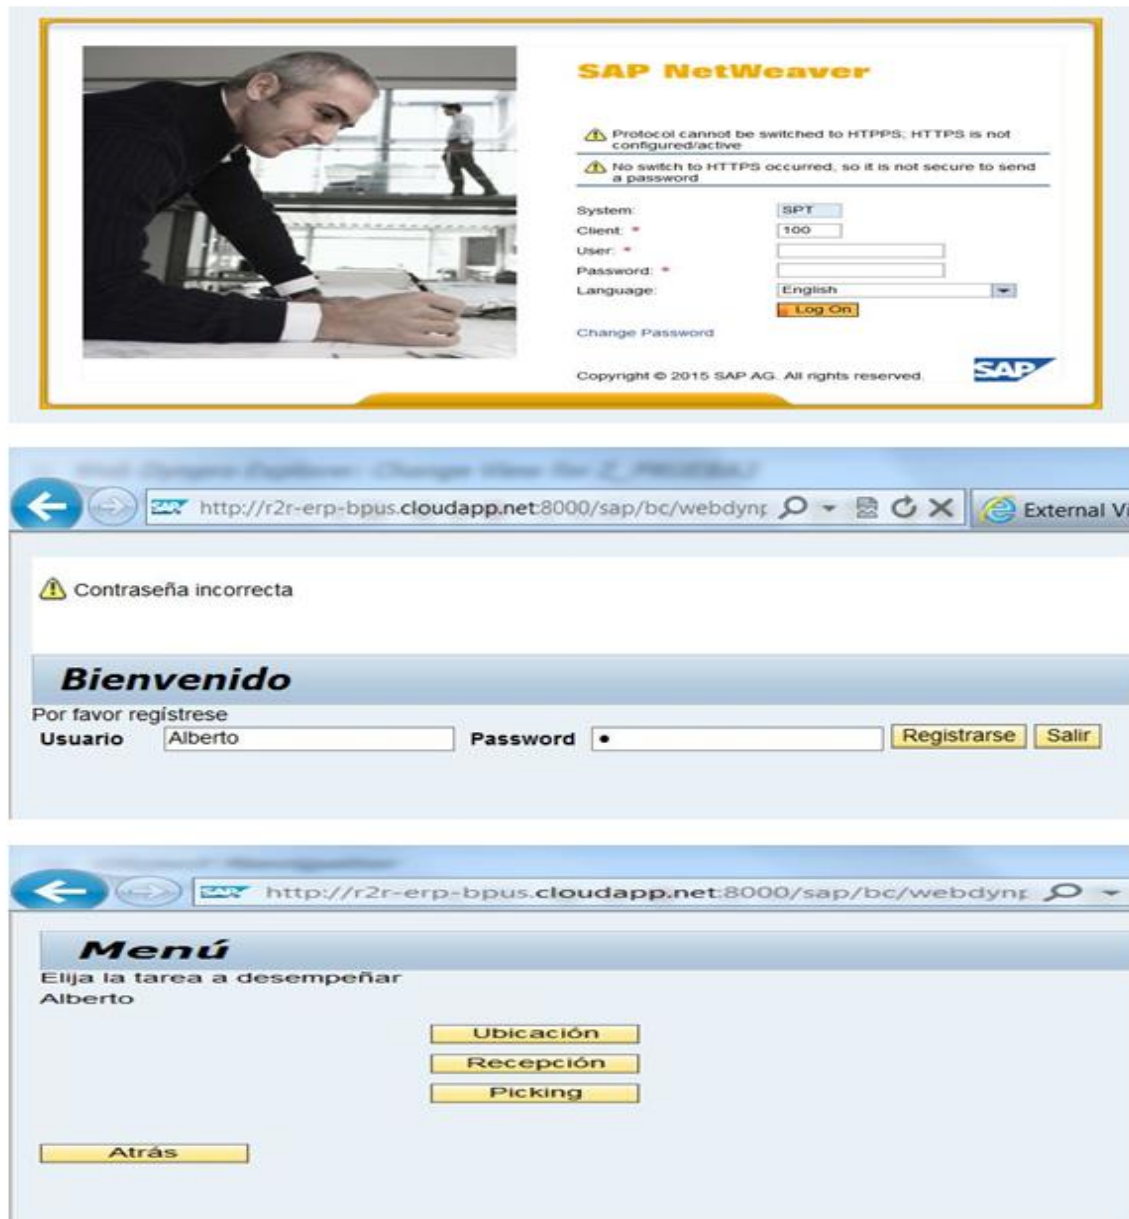 SAP NetWeaver
Protocol cannot be switched to HTPPS; HTTPS is not
configured/active
No switch to HTTPS occurred, so it is not secure to send
a password
System: SPT
Client: * 100
User: *
Password: *
Language: English
Log On
Change Password
Copyright © 2015 SAP AG. All rights reserved. SAP
SAP http://r2r-erp-bpus.cloudapp.net:8000/sap/bc/webdynp External Vi
Contraseña incorrecta
Bienvenido
Por favor regístrese
Usuario Alberto Password • Registrarse Salir
SAP http://r2r-erp-bpus.cloudapp.net:8000/sap/bc/webdynp
Menú
Elija la tarea a desempeñar
Alberto
Ubicación
Recepción
Picking
Atrás